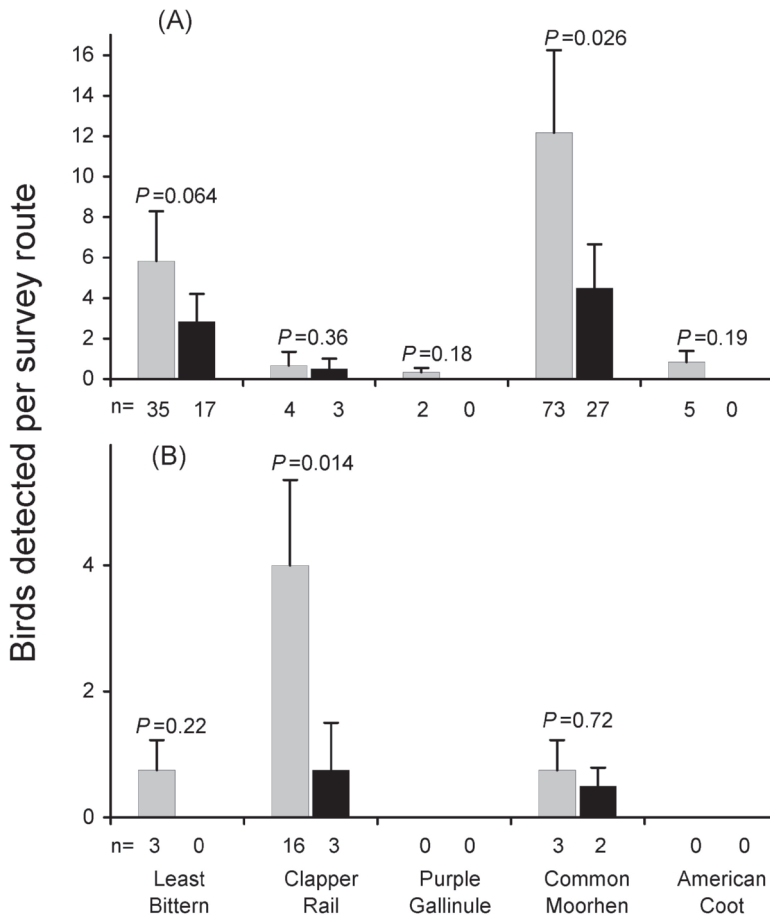 (A)
Birds detected per survey route
16
14
12
10
8
6
4
2
0
P=0.064
P=0.36
P=0.18
P=0.026
P=0.19
n= 35 17 4 3 2 0 73 27 5 0
(B)
4
2
0
P=0.22
P=0.014
P=0.72
n= 3 0 16 3 0 0 3 2 0 0
Least Clapper Purple Common American
Bittern Rail Gallinule Moorhen Coot